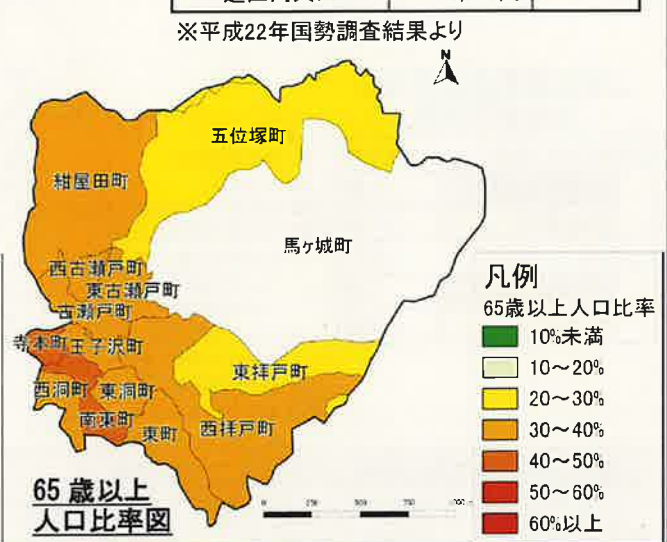 ※平成22年国勢調査結果より
N
五位塚町
紺屋田町
馬ヶ城町
西古瀬戸町
東古瀬戸町
古瀬戸町
寺本町
王子沢町
東拝戸町
西洞町
東洞町
南東町
東町
西拝戸町
凡例
65歳以上人口比率
10%未満
10～20%
20～30%
30～40%
40～50%
50～60%
60%以上
65 歳以上
人口比率図
0